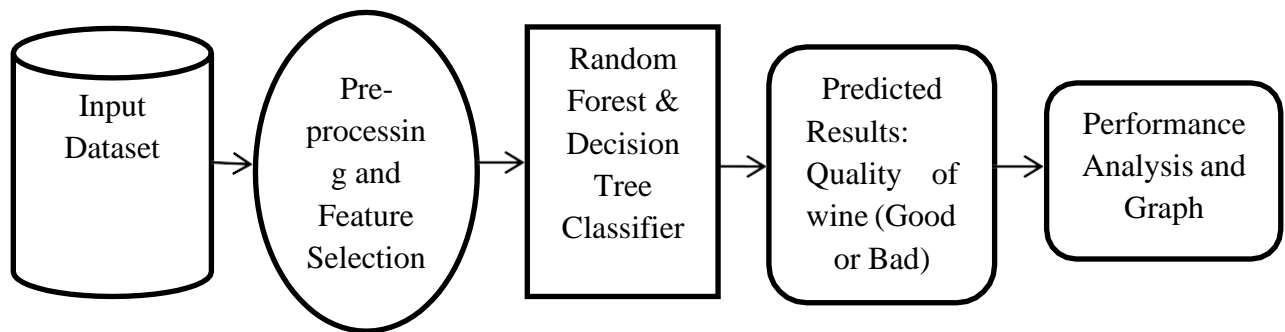 Input
Dataset
Pre-
processin
g and
Feature
Selection
Random
Forest &
Decision
Tree
Classifier
Predicted
Results:
Quality of
wine (Good
or Bad)
Performance
Analysis and
Graph